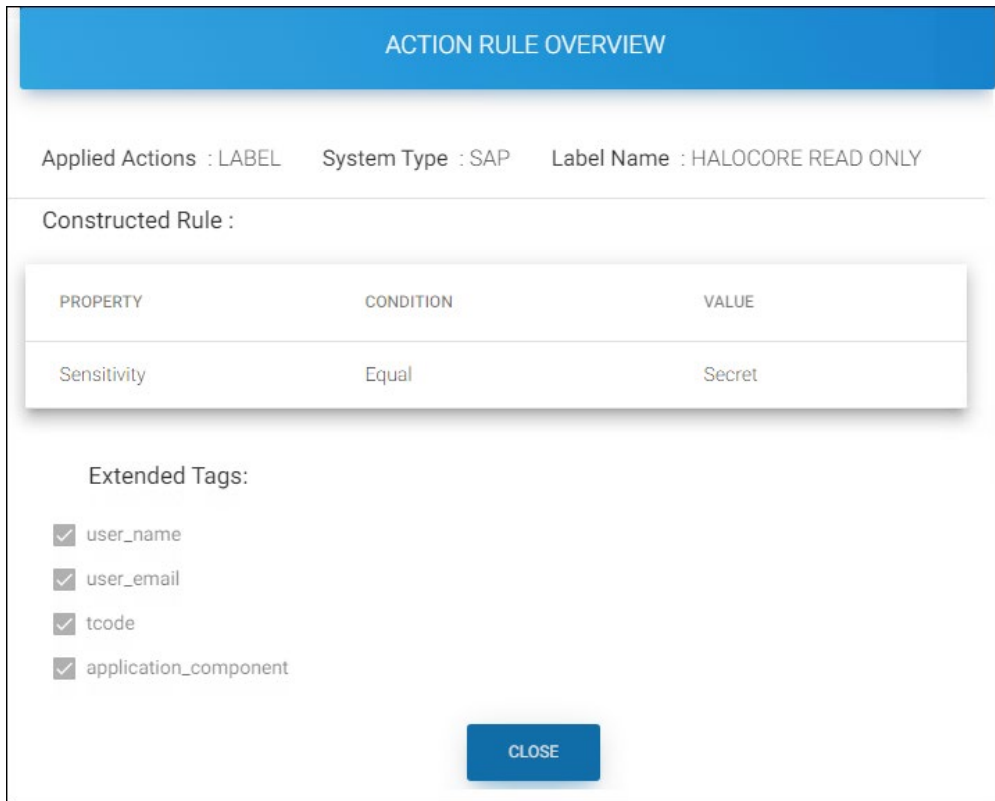 ACTION RULE OVERVIEW
Applied Actions : LABEL System Type : SAP Label Name : HALOCORE READ ONLY
Constructed Rule :
PROPERTY CONDITION VALUE
Sensitivity Equal Secret
Extended Tags:
user_name
user_email
tcode
application_component
CLOSE